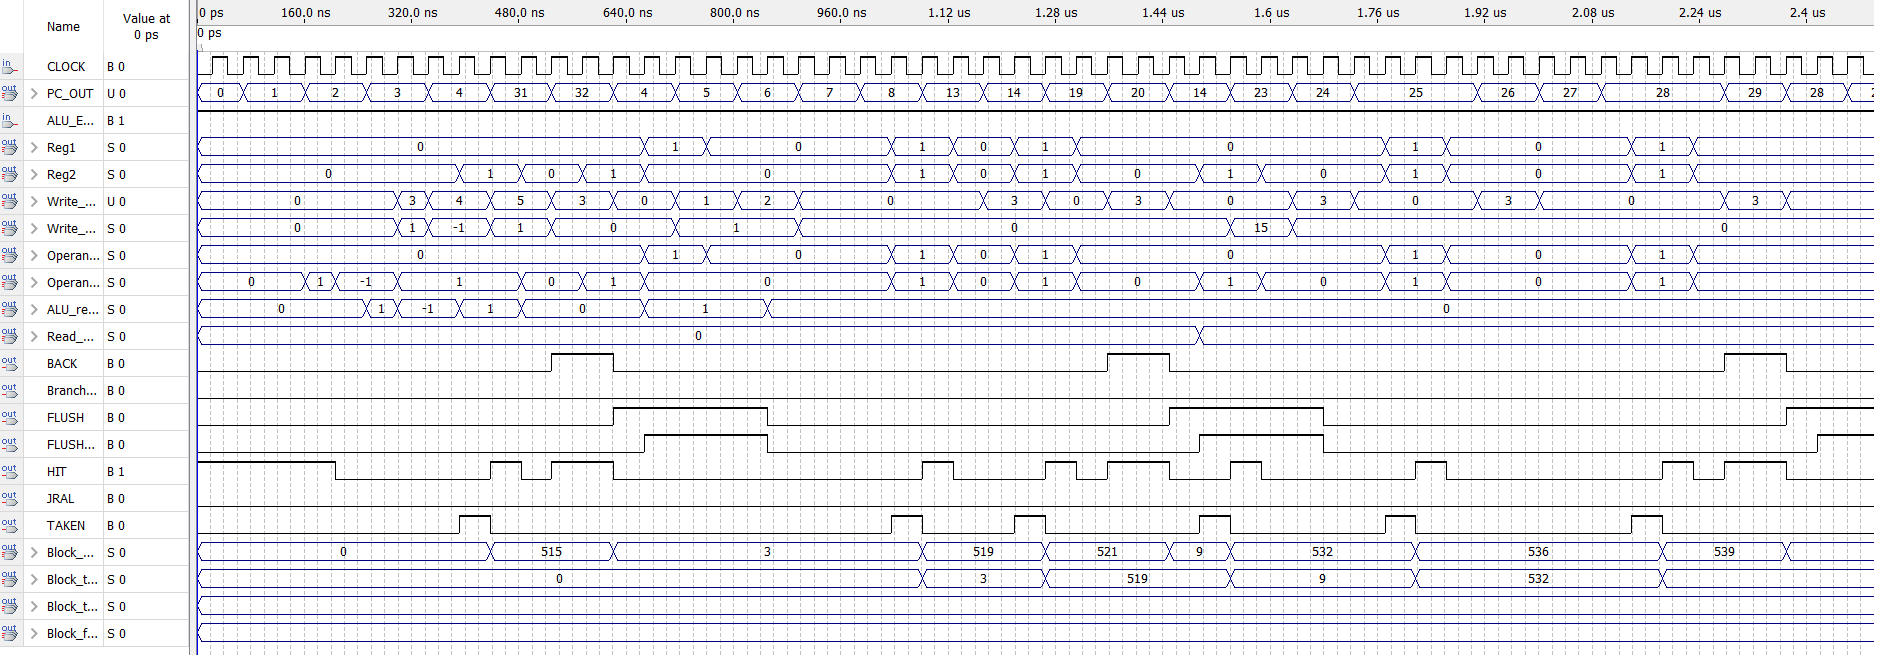 Name Value at 0 ps
0 ps 160.0 ns 320.0 ns 480.0 ns 640.0 ns 800.0 ns 960.0 ns 1.12 us 1.28 us 1.44 us 1.6 us 1.76 us 1.92 us 2.08 us 2.24 us 2.4 us
0 ps
in CLOCK B 0
out PC_OUT U 0 0 1 2 3 4 31 32 4 5 6 7 8 13 14 19 20 14 23 24 25 26 27 28 29 28
in ALU_E... B 1
out Reg1 S 0 0 1 0 1 0 1 0 1 0 1
out Reg2 S 0 0 1 0 1 0 1 0 1 0 1 0 1 0 1
out Write_... U 0 0 3 4 5 3 0 1 2 0 3 0 3 0 3 0 3 0 3
out Write_... S 0 0 1 -1 1 0 1 0 15 0
out Operan... S 0 0 1 0 1 0 1 0 1 0 1
out Operan... S 0 0 1 -1 1 0 1 0 1 0 1 0 1 0 1 0 1
out ALU_re... S 0 0 1 -1 1 0 1 0
out Read_... S 0 0
out BACK B 0
out Branch... B 0
out FLUSH B 0
out FLUSH... B 0
out HIT B 1
out JRAL B 0
out TAKEN B 0
out Block_... S 0 0 515 3 519 521 9 532 536 539
out Block_t... S 0 0 3 519 9 532
out Block_t... S 0
out Block_f... S 0